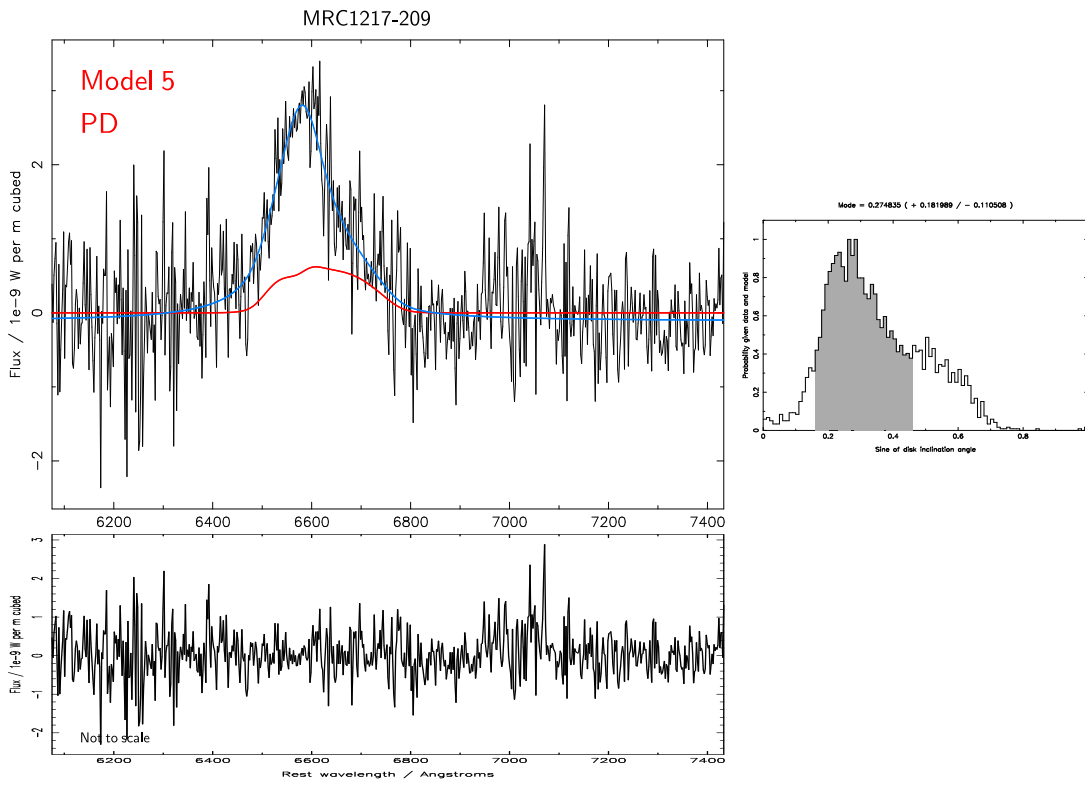 MRC1217-209
Model 5
PD
Flux / 1e-9 W per m cubed
2
0
-2
6200 6400 6600 6800 7000 7200 7400
Mode = 0.274835 ( + 0.181989 / - 0.110508 )
Probability given data and model
1
0.8
0.6
0.4
0.2
0
0 0.2 0.4 0.6 0.8
Sine of disk inclination angle
Flux / 1e-9 W per m cubed
3
2
1
0
-1
-2
Not to scale
6200 6400 6600 6800 7000 7200 7400
Rest wavelength / Angstroms